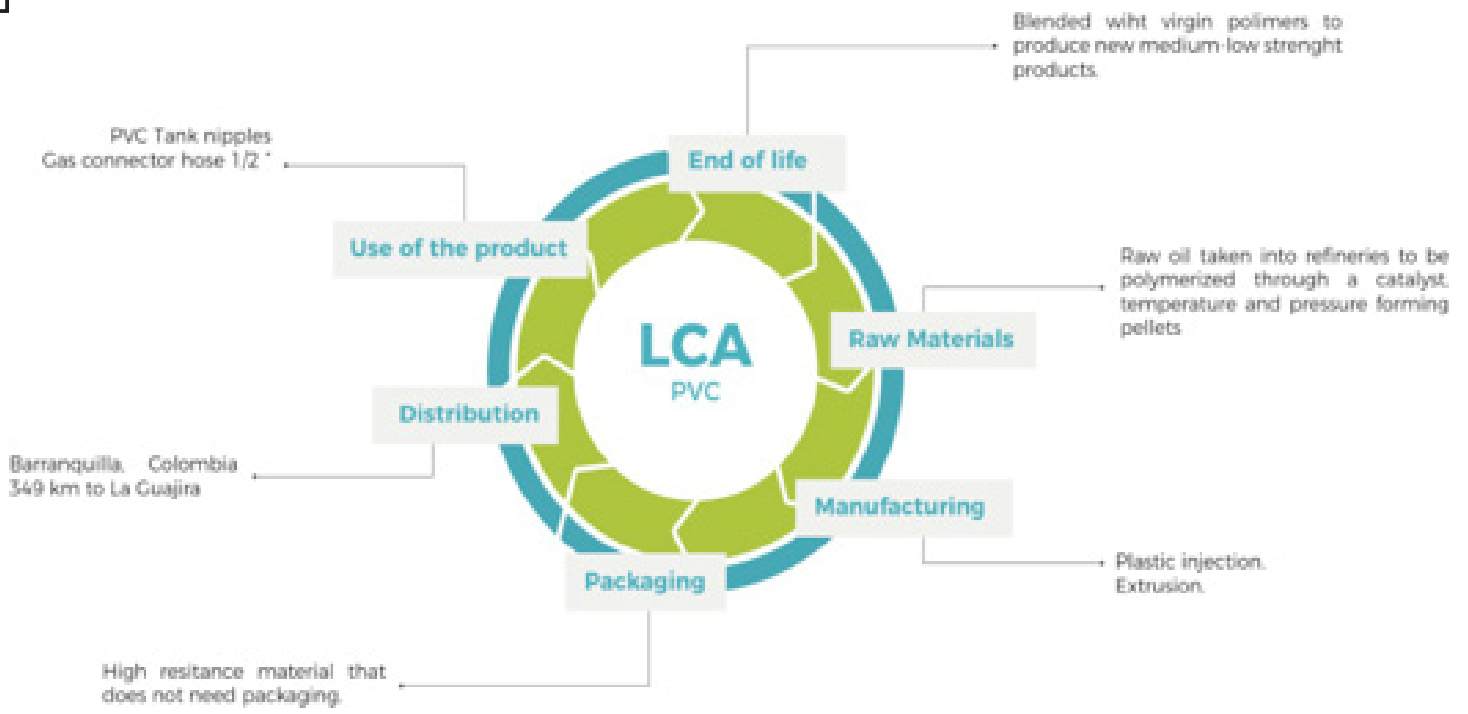 Blended wiht virgin polimers to
produce new medium-low strenght
products.
End of life
PVC Tank nipples
Gas connector hose 1/2 "
Use of the product
Raw oil taken into refineries to be
polymerized through a catalyst,
temperature and pressure forming
pellets
Raw Materials
LCA
PVC
Distribution
Barranquilla, Colombia
349 km to La Guajira
Manufacturing
Plastic injection.
Extrusion.
Packaging
High resitance material that
does not need packaging.